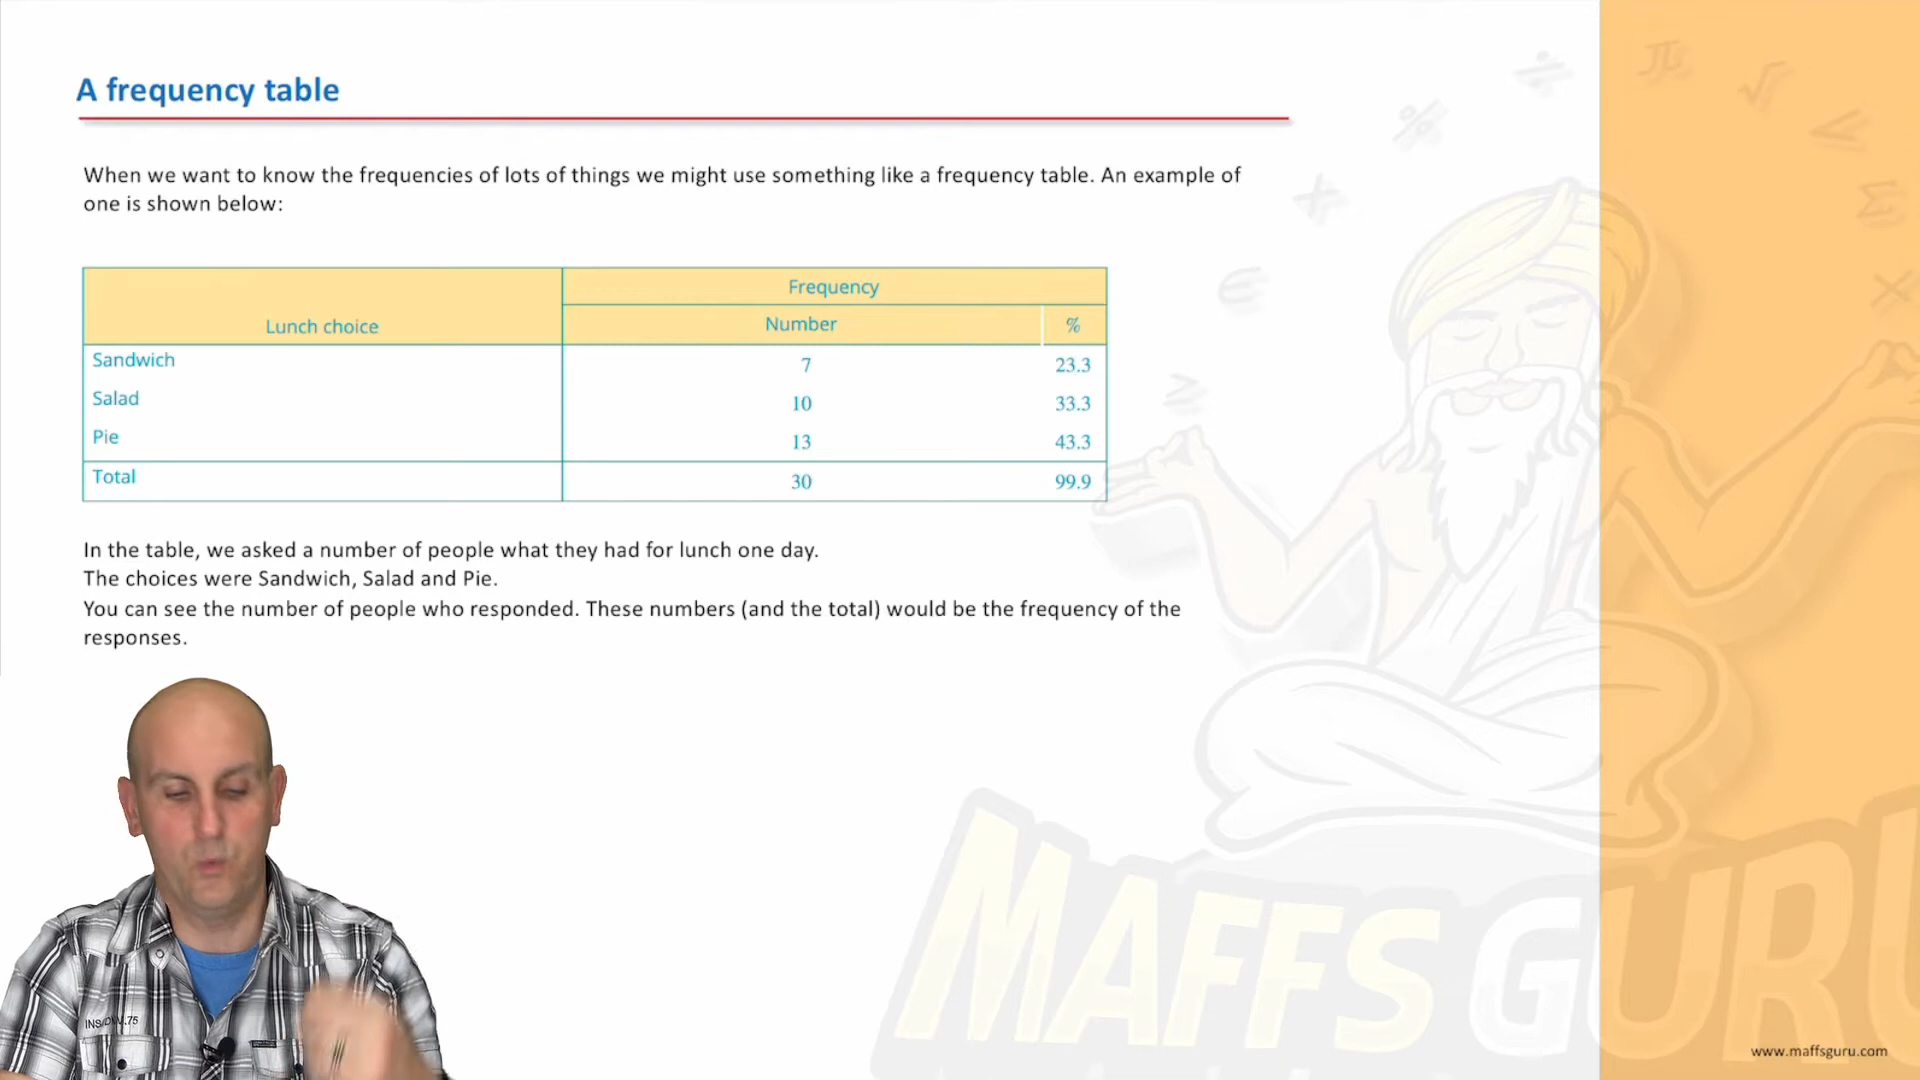 A frequency table
When we want to know the frequencies of lots of things we might use something like a frequency table. An example of
one is shown below:
Frequency
Lunch choice Number %
Sandwich 7 23.3
Salad 10 33.3
Pie 13 43.3
Total 30 99.9
In the table, we asked a number of people what they had for lunch one day.
The choices were Sandwich, Salad and Pie.
You can see the number of people who responded. These numbers (and the total) would be the frequency of the
responses.
MAFFS GURU
www.maffsguru.com